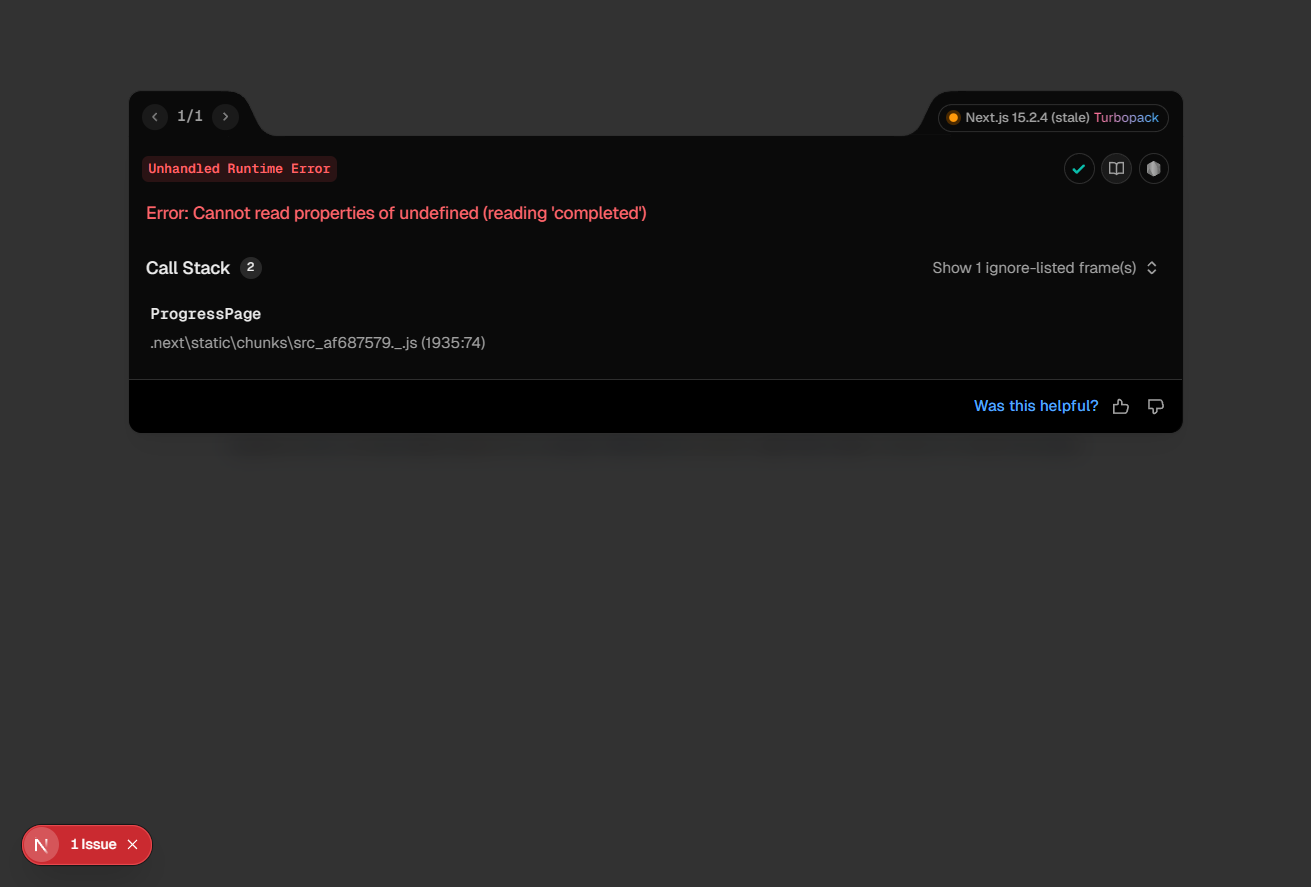 1/1
Next.js 15.2.4 (stale) Turbopack
Unhandled Runtime Error
Error: Cannot read properties of undefined (reading 'completed')
Call Stack 2
Show 1 ignore-listed frame(s)
ProgressPage
.next\static\chunks\src_af687579._.js (1935:74)
Was this helpful?
N 1 Issue